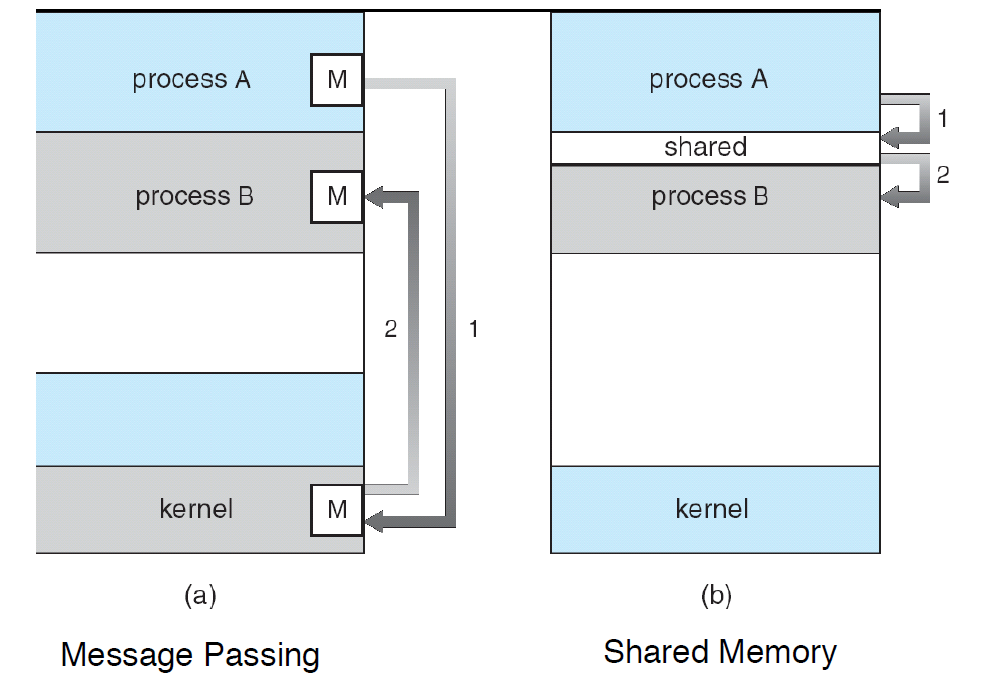 process A
M
process B
M
2
1
kernel
M
(a)
Message Passing
process A
1
shared
2
process B
kernel
(b)
Shared Memory